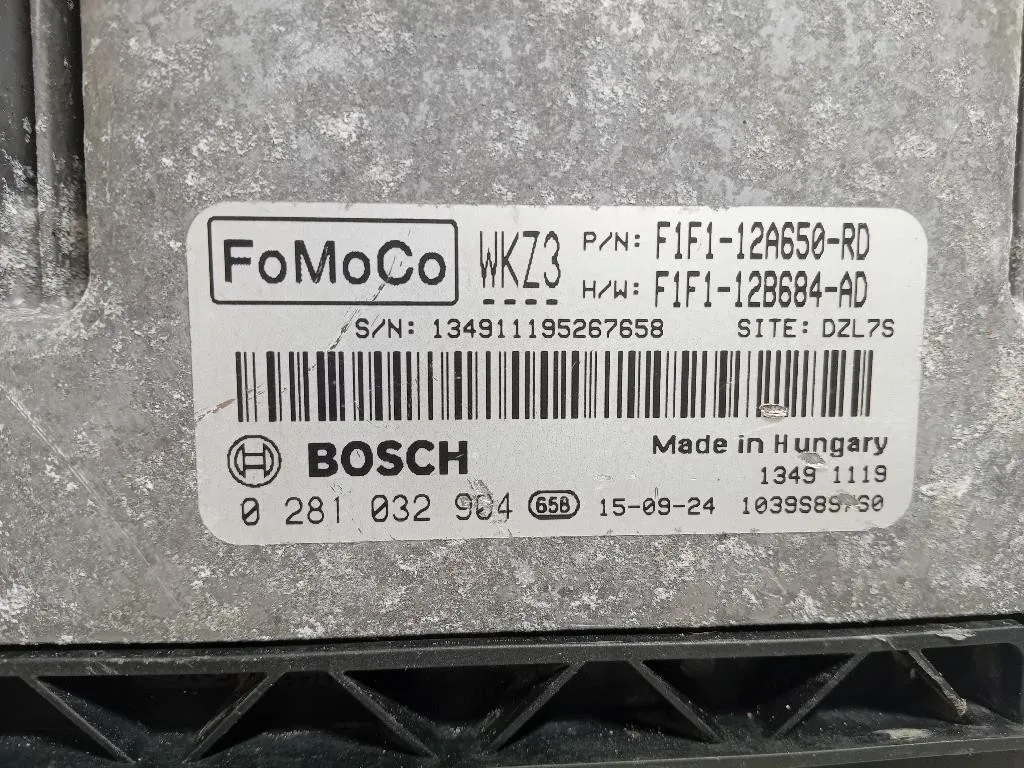 FoMoCo WKZ3 P/N: F1F1-12A650-RD
H/W: F1F1-12B684-AD
S/N: 134911195267658 SITE: DZL7S
BOSCH Made in Hungary
1349 1119
0 281 032 904 658 15-09-24